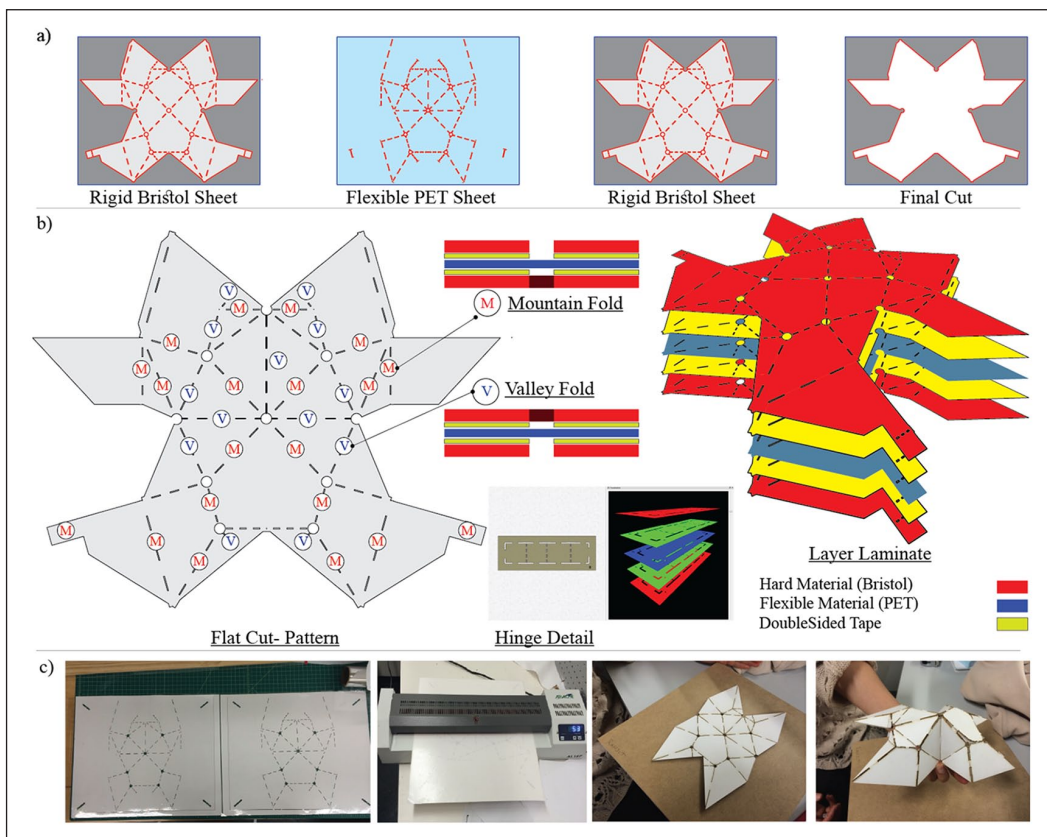 a)
Rigid Bristol Sheet
Flexible PET Sheet
Rigid Bristol Sheet
Final Cut
b)
V V
M M
V V
M M
V
M M
M M M M
V V
V V
V M M V
M M
M M
M V V M
M M
M Mountain Fold
V Valley Fold
Flat Cut- Pattern
Hinge Detail
Layer Laminate
Hard Material (Bristol)
Flexible Material (PET)
DoubleSided Tape
c)